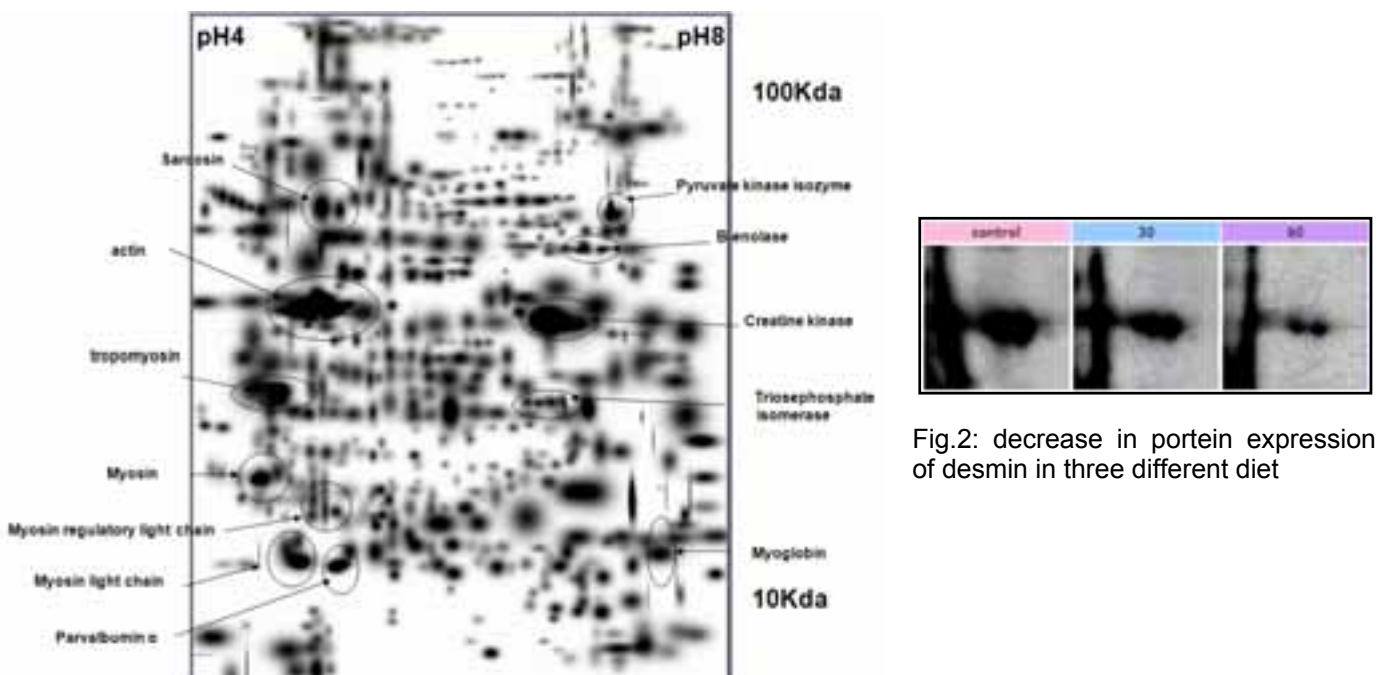 pH4
pH8
100Kda
Sarcosin
Pyruvate kinase isozyme
actin
Creatine kinase
tropomyosin
Triosephosphate
isomerase
Myosin
Myosin regulatory light chain
Myosin light chain
Myoglobin
10Kda
Parvalbumin α
control
30
Fig.2: decrease in portein expression
of desmin in three different diet